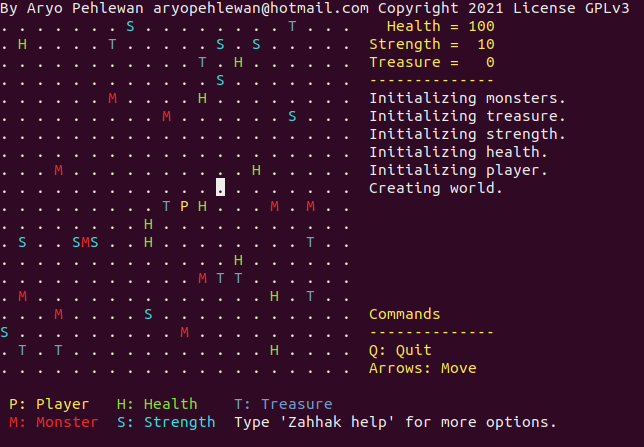 By Aryo Pehlewan aryopehlewan@hotmail.com Copyright 2021 License GPLv3
. . . . . . . S . . . . . . . . T . . .    Health = 100
. H . . . . T . . . . . S . S . . . . .  Strength =  10
. . . . . . . . . . . T . H . . . . . .  Treasure =   0
. . . . . . . . . . . . S . . . . . . .  --------------
. . . . . . M . . . . H . . . . . . . .  Initializing monsters.
. . . . . . . . . M . . . . . . S . . .  Initializing treasure.
. . . . . . . . . . . . . . . . . . . .  Initializing strength.
. . . . . . . . . . . . . . . . . . . .  Initializing health.
. . . M . . . . . . . . . . H . . . . .  Initializing player.
. . . . . . . . . . . . . . . . . . . .  Creating world.
. . . . . . . . . T P H . . . M . M . .
. . . . . . . . H . . . . . . . . . . .
. S . . SMS . . H . . . . . . . . T . .
. . . . . . . . . . . . . H . . . . . .
. . . . . . . . . . . M T T . . . . . .
. M . . . . . . . . . . . . . H . T . .
. . . M . . . . S . . . . . . . . . . .  Commands
S . . . . . . . . . M . . . . . . . . .  --------------
. T . T . . . . . . . . . . . H . . . .  Q: Quit
. . . . . . . . . . . . . . . . . . . .  Arrows: Move
P: Player   H: Health    T: Treasure
M: Monster  S: Strength  Type 'Zahhak help' for more options.